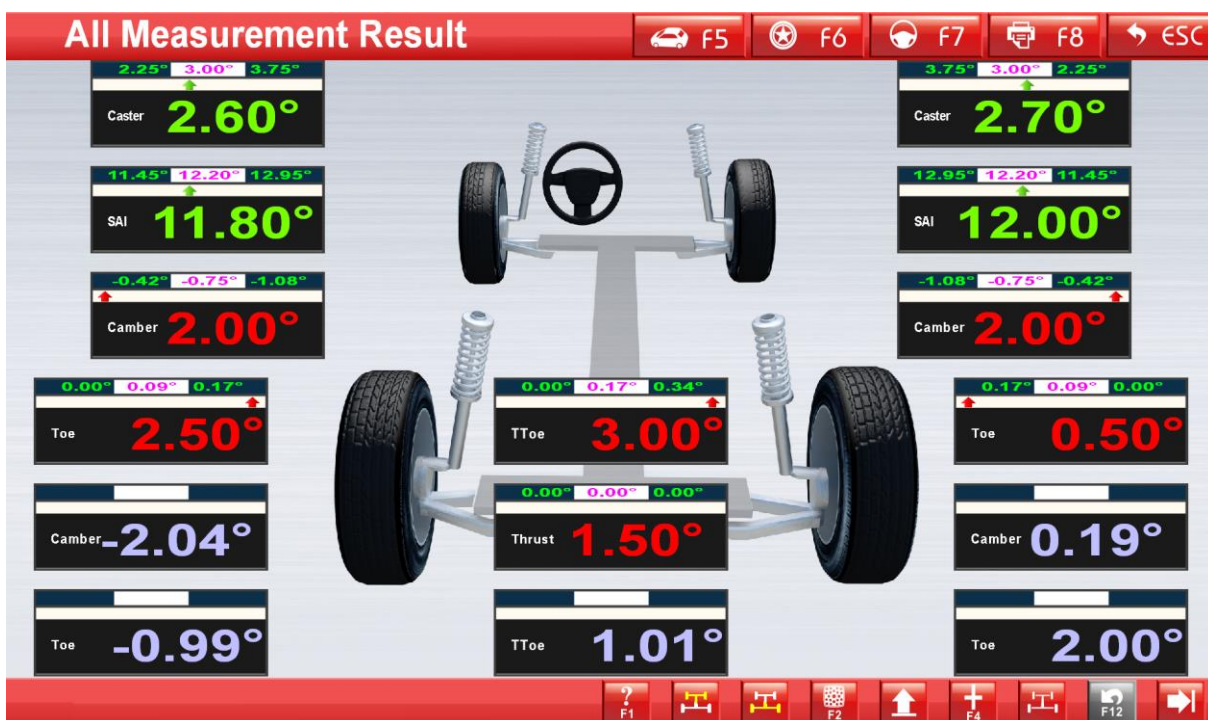 All Measurement Result
F5
F6
F7
F8
ESC
2.25° 3.00° 3.75°
Caster 2.60°
3.75° 3.00° 2.25°
Caster 2.70°
11.45° 12.20° 12.95°
SAI 11.80°
12.95° 12.20° 11.45°
SAI 12.00°
-0.42° -0.75° -1.08°
Camber 2.00°
-1.08° -0.75° -0.42°
Camber 2.00°
0.00° 0.09° 0.17°
Toe 2.50°
0.00° 0.17° 0.34°
TToe 3.00°
0.17° 0.09° 0.00°
Toe 0.50°
Camber -2.04°
0.00° 0.00° 0.00°
Thrust 1.50°
Camber 0.19°
Toe -0.99°
TToe 1.01°
Toe 2.00°
?
F1
F2
F4
F12